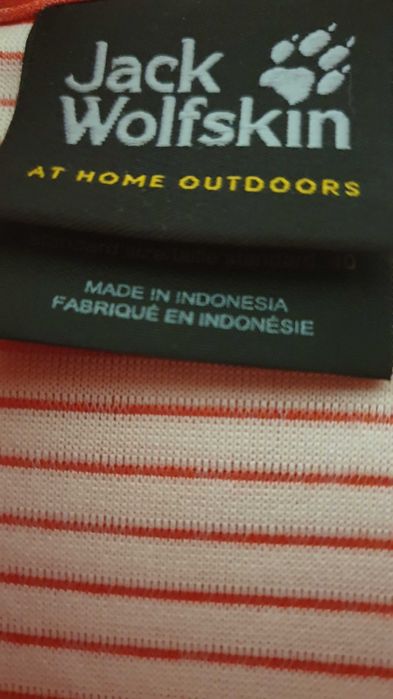 Jack
Wolfskin
AT HOME OUTDOORS
MADE IN INDONESIA
FABRIQUÉ EN INDONÉSIE